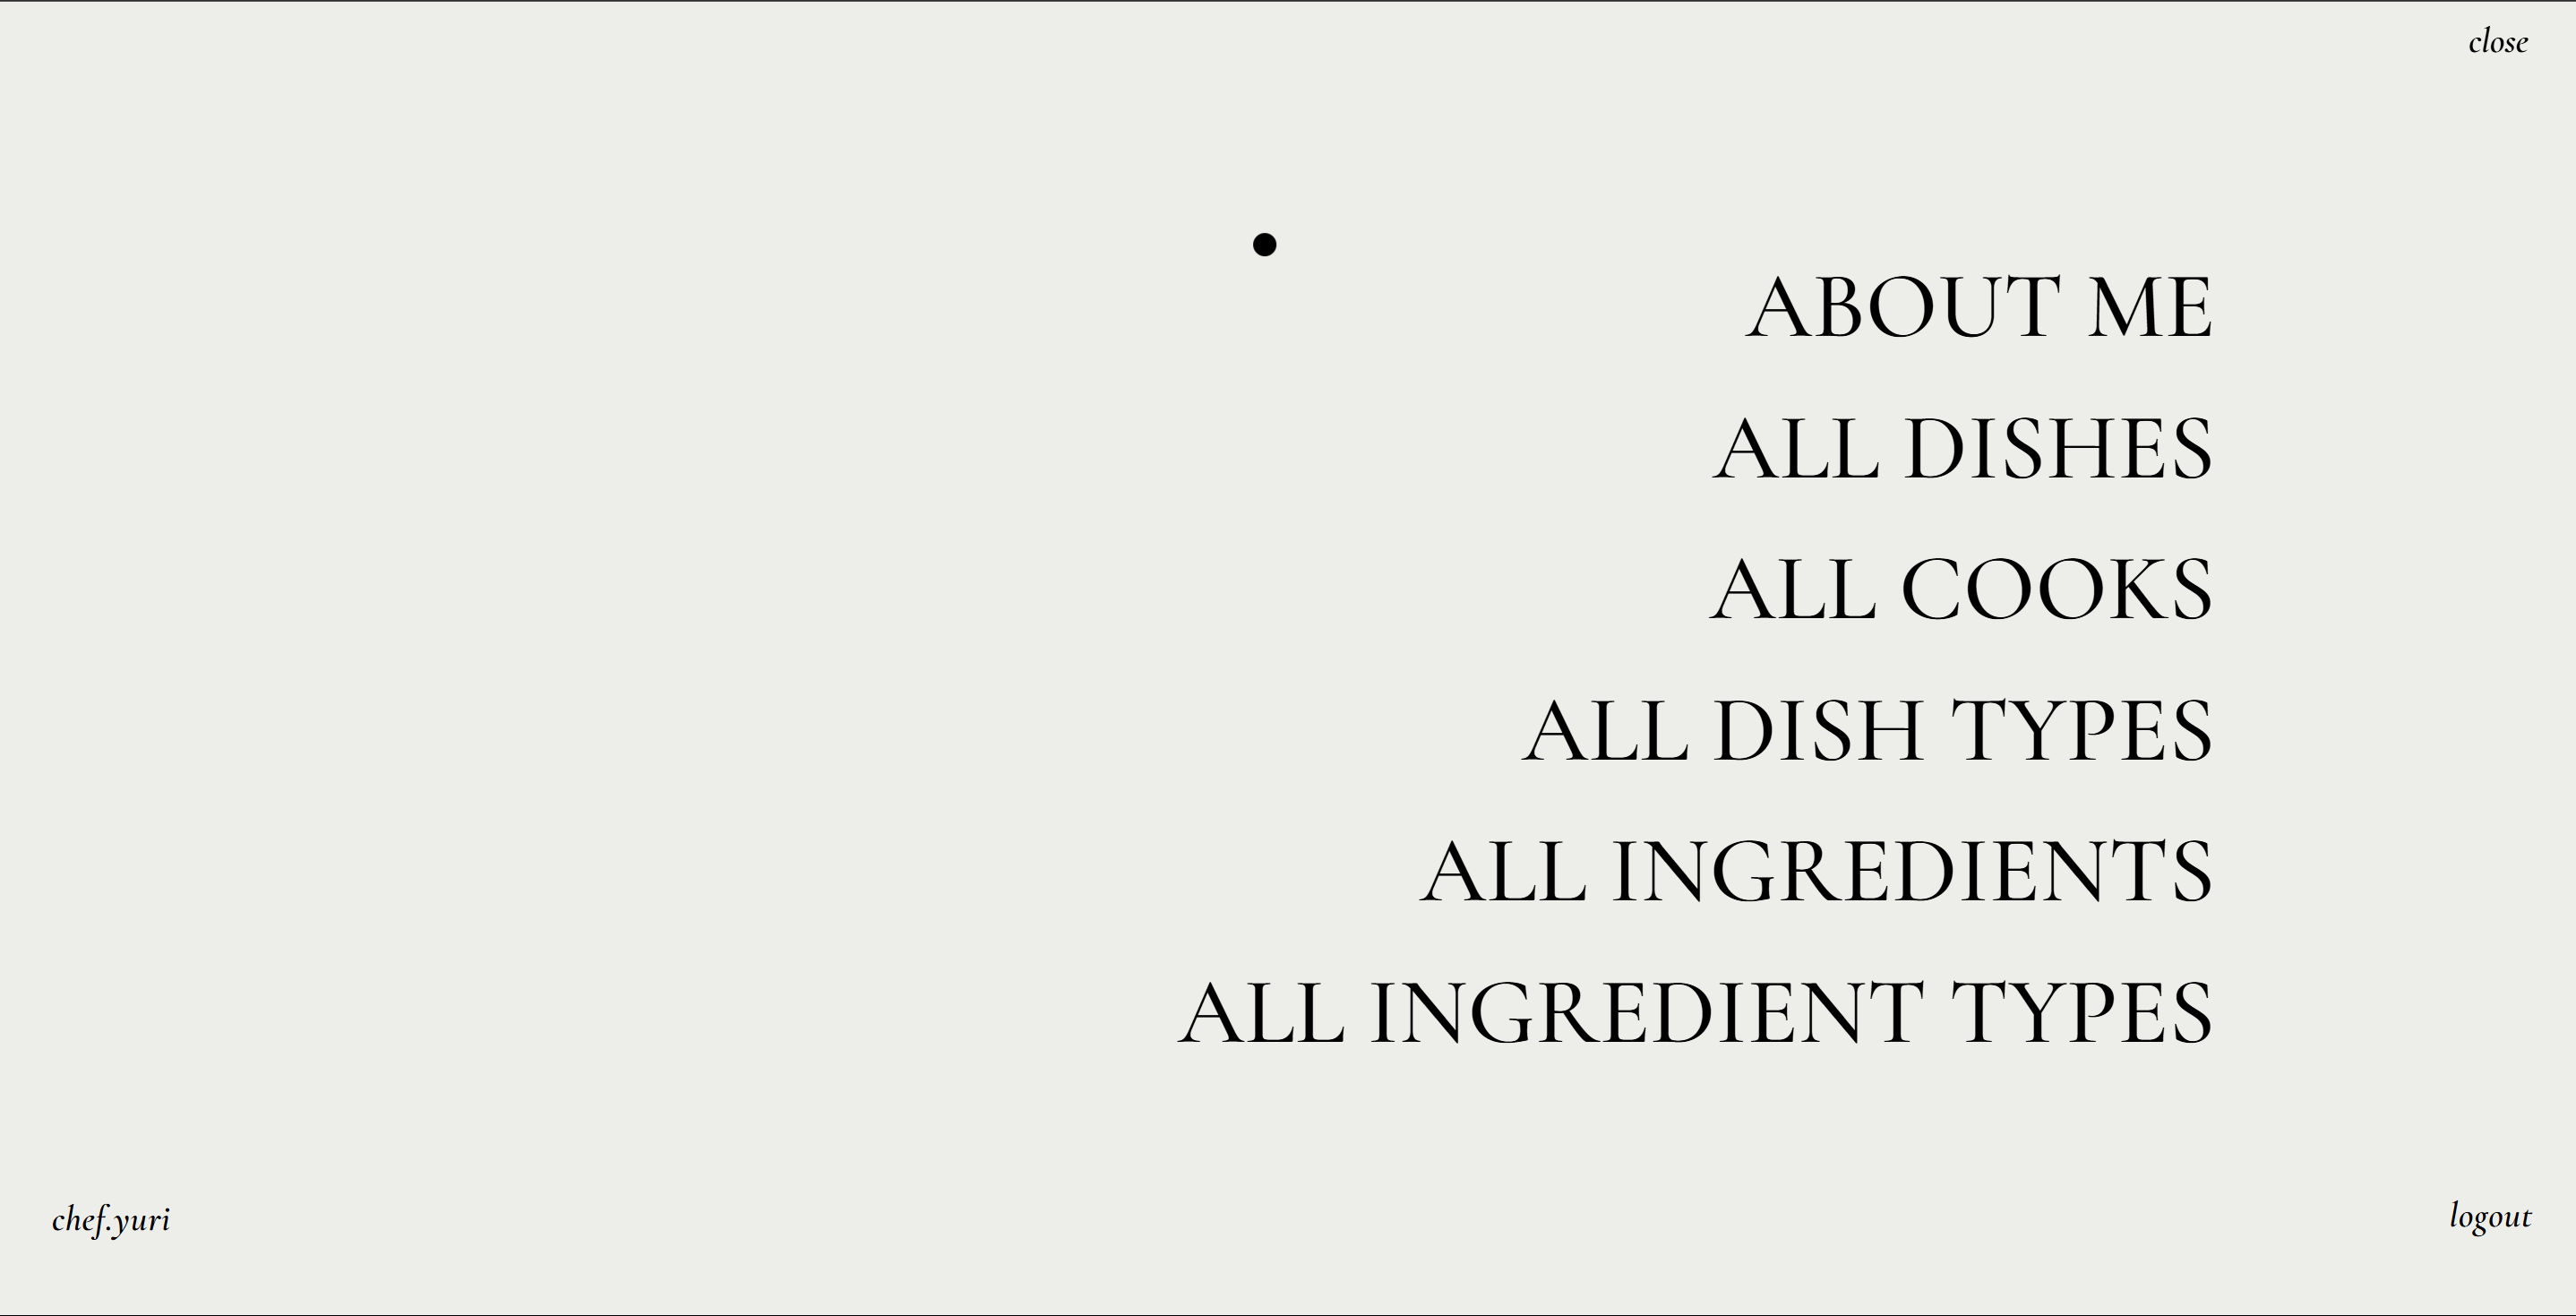 close
ABOUT ME
ALL DISHES
ALL COOKS
ALL DISH TYPES
ALL INGREDIENTS
ALL INGREDIENT TYPES
chef.yuri
logout